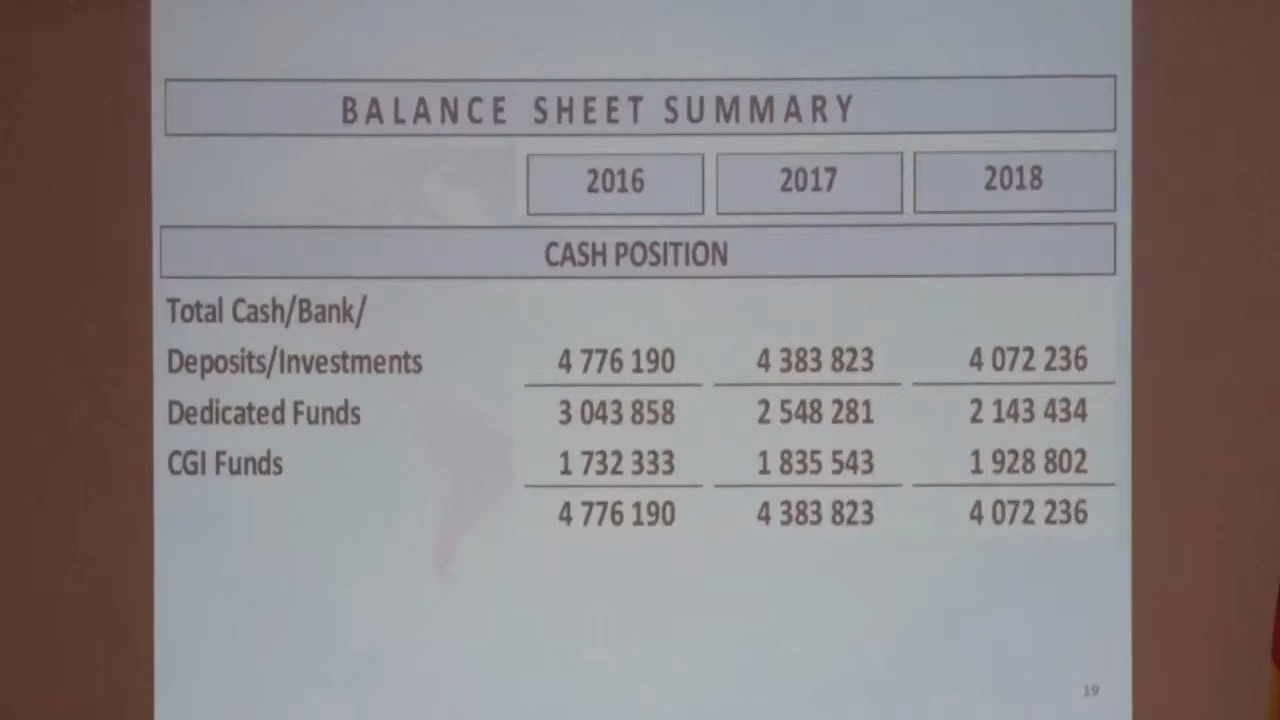 BALANCE SHEET SUMMARY
2016 2017 2018
CASH POSITION
Total Cash/Bank/
Deposits/Investments 4 776 190 4 383 823 4 072 236
Dedicated Funds 3 043 858 2 548 281 2 143 434
CGI Funds 1 732 333 1 835 543 1 928 802
4 776 190 4 383 823 4 072 236
19